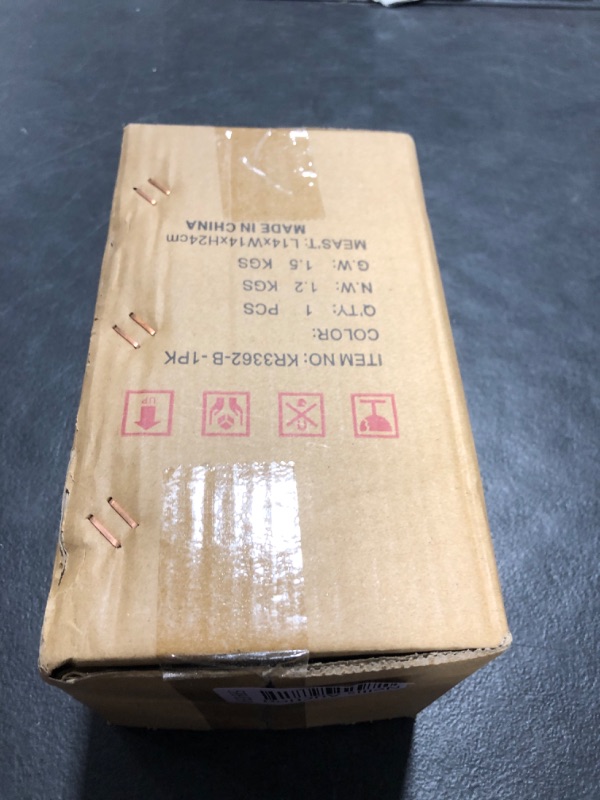 ITEM NO: KR3362-B-1PK
COLOR:
Q'TY: 1 PCS
N.W: 1.2 KGS
G.W: 1.5 KGS
MEAS'T: L14xW14xH24cm
MADE IN CHINA
UP